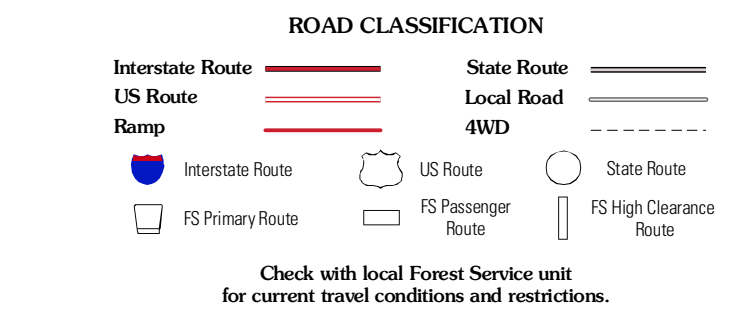 ROAD CLASSIFICATION
Interstate Route
State Route
US Route
Local Road
Ramp
4WD
Interstate Route
US Route
State Route
FS Primary Route
FS Passenger
Route
FS High Clearance
Route
Check with local Forest Service unit
for current travel conditions and restrictions.